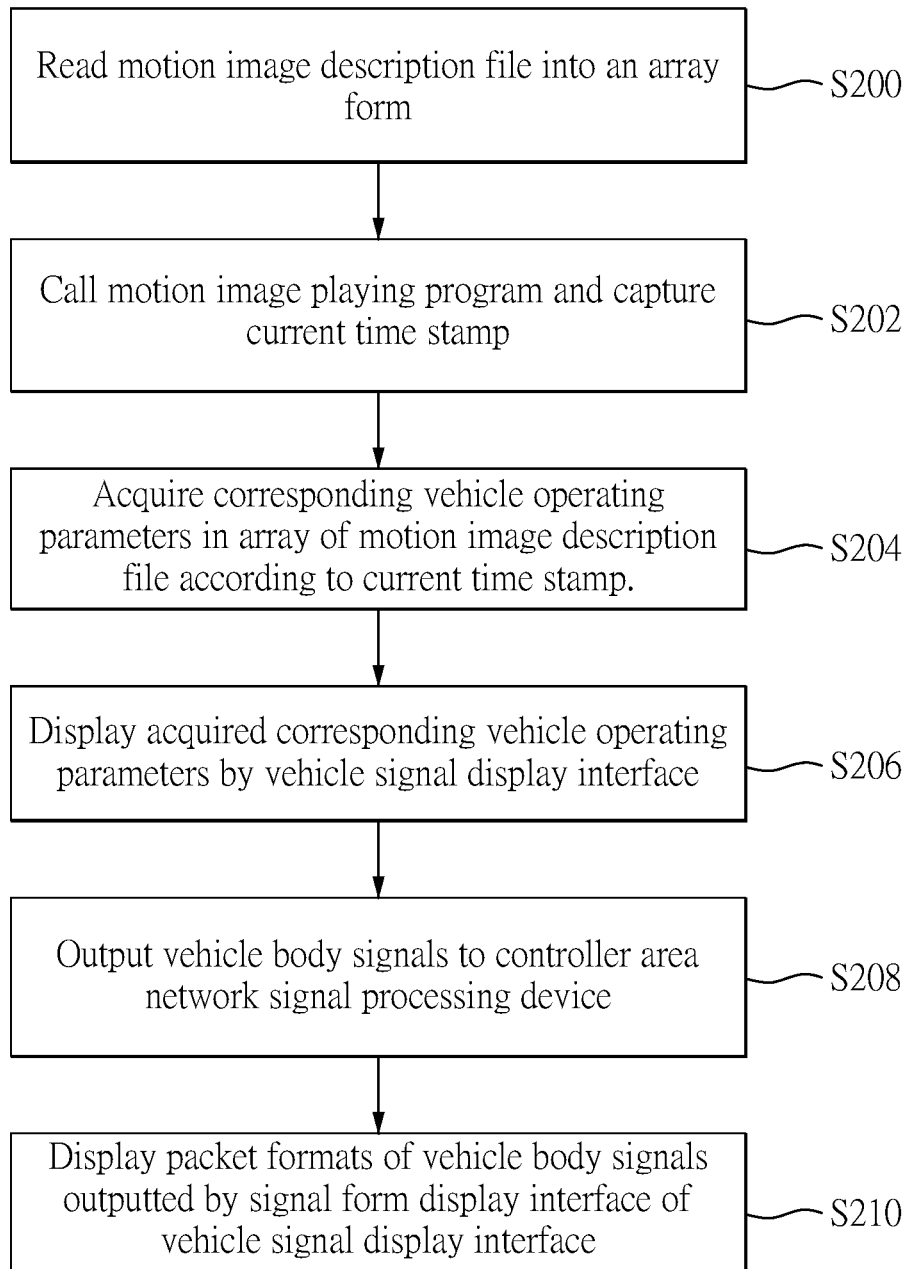 Read motion image description file into an array
form
S200
Call motion image playing program and capture
current time stamp
S202
Acquire corresponding vehicle operating
parameters in array of motion image description
file according to current time stamp.
S204
Display acquired corresponding vehicle operating
parameters by vehicle signal display interface
S206
Output vehicle body signals to controller area
network signal processing device
S208
Display packet formats of vehicle body signals
outputted by signal form display interface of
vehicle signal display interface
S210